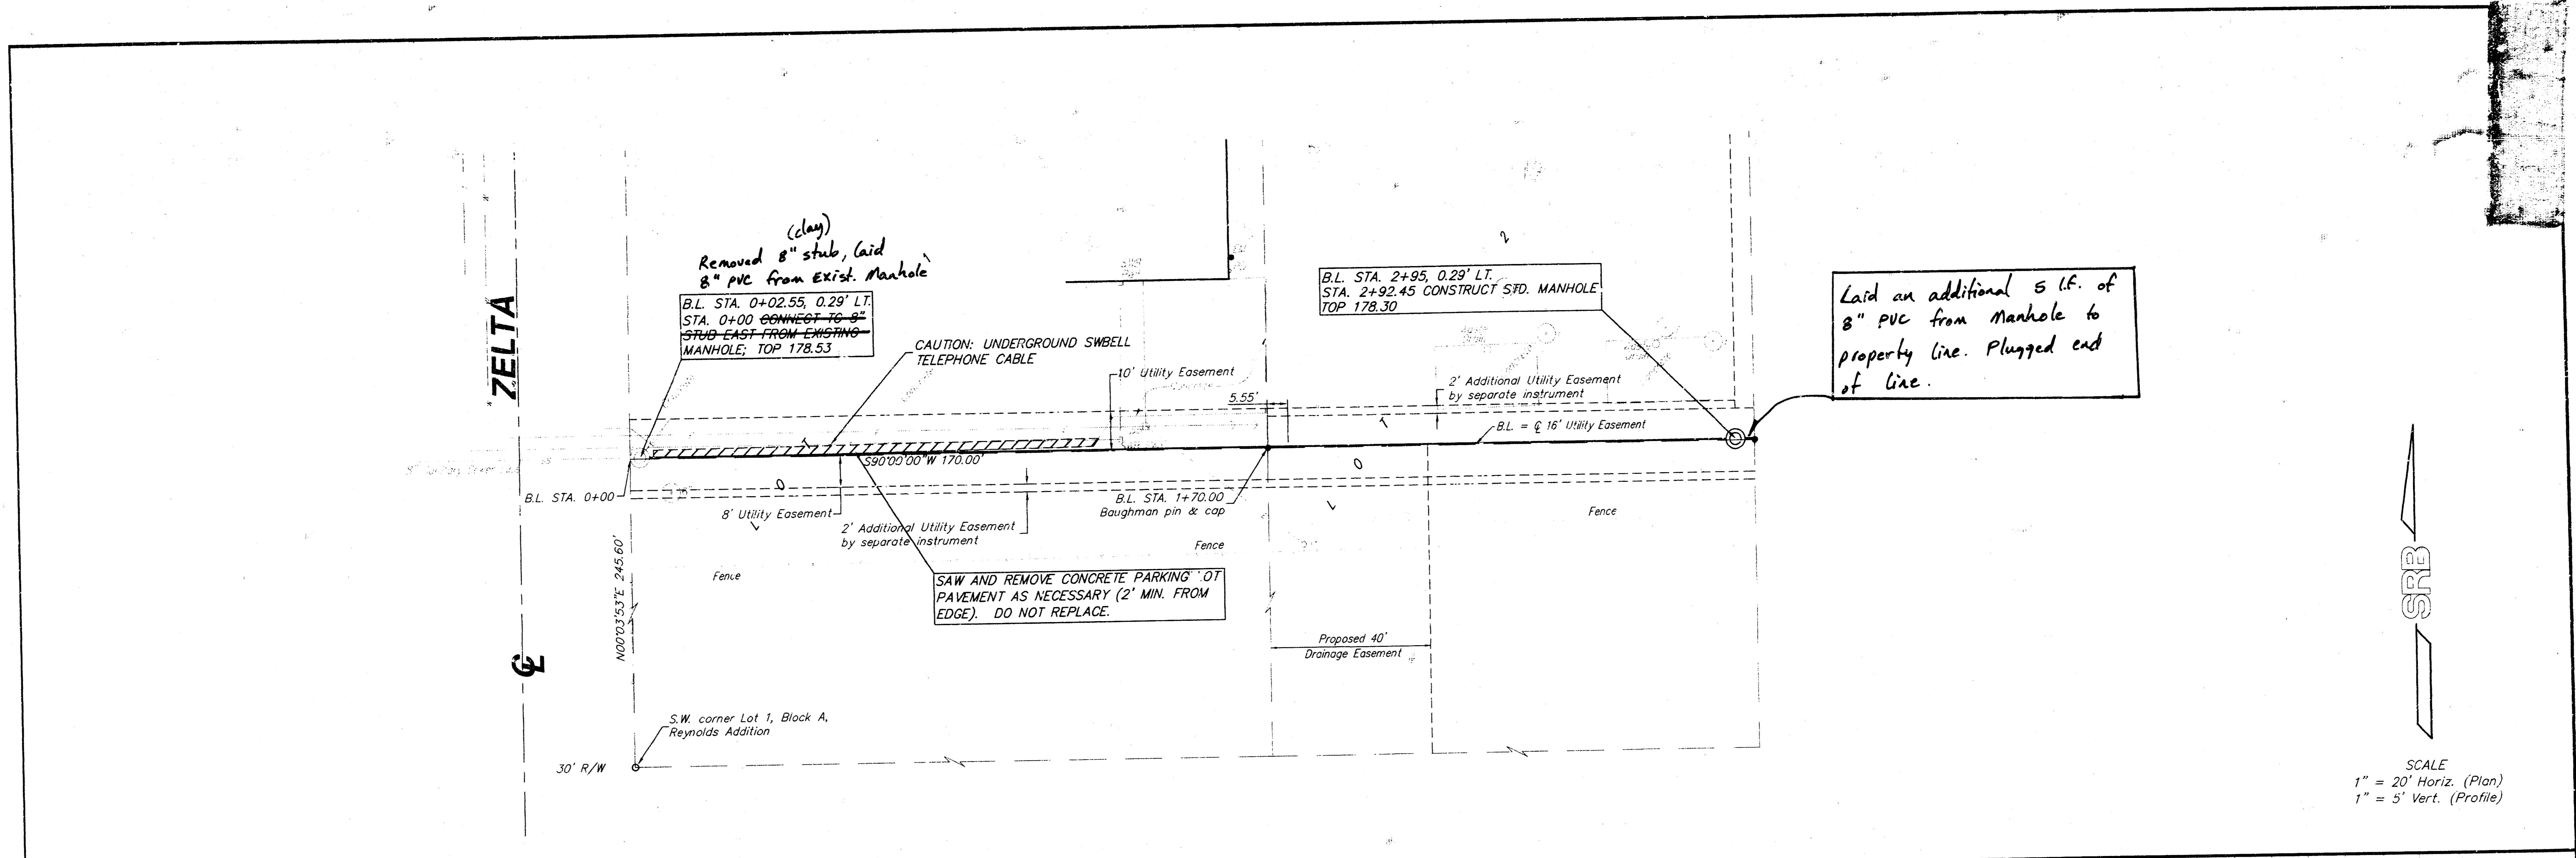 (clay)
Removed 8" stub, laid
8" PVC from Exist. Manhole
B.L. STA. 0+02.55, 0.29' LT.
STA. 0+00 CONNECT TO 8"
STUB EAST FROM EXISTING
MANHOLE; TOP 178.53
ZELTA
CAUTION: UNDERGROUND SWBELL
TELEPHONE CABLE
10' Utility Easement
5.55'
B.L. STA. 2+95, 0.29' LT.
STA. 2+92.45 CONSTRUCT STD. MANHOLE
TOP 178.30
2
Laid an additional 5 l.F. of
8" PVC from Manhole to
property line. Plugged end
of line.
2' Additional Utility Easement
by separate instrument
B.L. = ℄ 16' Utility Easement
S90°00'00"W 170.00'
L O T 1
L O T
B.L. STA. 0+00
8' Utility Easement
2' Additional Utility Easement
by separate instrument
B.L. STA. 1+70.00
Baughman pin & cap
Fence
Fence
Fence
N00°03'53"E 245.60'
SAW AND REMOVE CONCRETE PARKING LOT
PAVEMENT AS NECESSARY (2' MIN. FROM
EDGE). DO NOT REPLACE.
Proposed 40'
Drainage Easement
℄
S.W. corner Lot 1, Block A,
Reynolds Addition
30' R/W
SRB
SCALE
1" = 20' Horiz. (Plan)
1" = 5' Vert. (Profile)